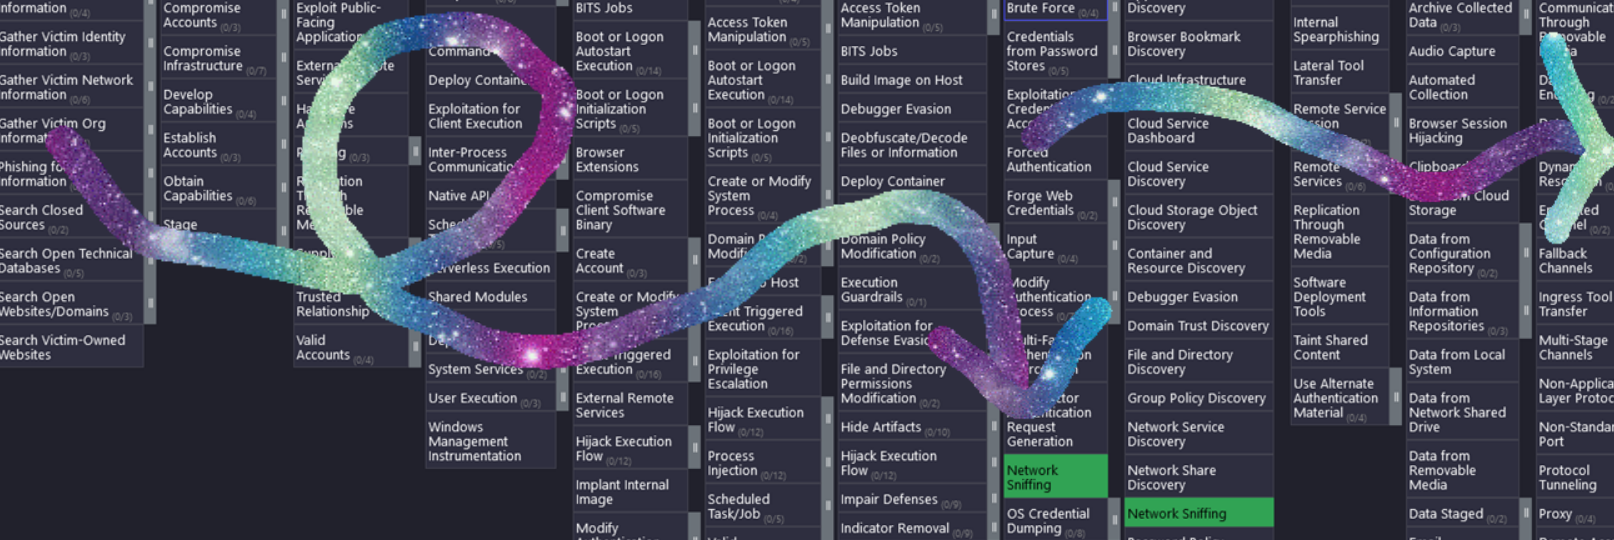 Information (0/4)
Gather Victim Identity
Information (0/3)
Gather Victim Network
Information (0/6)
Gather Victim Org
Phishing for
Information
Search Closed
Sources (0/2)
Search Open Technical
Databases (0/5)
Search Open
Websites/Domains (0/3)
Search Victim-Owned
Websites
Compromise
Accounts (0/3)
Compromise
Infrastructure (0/7)
Develop
Capabilities (0/4)
Establish
Accounts (0/3)
Obtain
Capabilities (0/6)
Stage
Exploit Public-
Facing
Application
Trusted
Relationship
Valid
Accounts (0/4)
Command
Deploy Container
Exploitation for
Client Execution
Inter-Process
Communication
Native API
Serverless Execution
Shared Modules
System Services (0/2)
User Execution (0/3)
Windows
Management
Instrumentation
BITS Jobs
Boot or Logon
Autostart
Execution (0/14)
Boot or Logon
Initialization
Scripts (0/5)
Browser
Extensions
Compromise
Client Software
Binary
Create
Account (0/3)
Create or Modify
System
Triggered
Execution (0/16)
External Remote
Services
Hijack Execution
Flow (0/12)
Implant Internal
Image
Modify
Access Token
Manipulation (0/5)
Boot or Logon
Autostart
Execution (0/14)
Boot or Logon
Initialization
Scripts (0/5)
Create or Modify
System
Process (0/4)
Domain
to Host
Triggered
Execution (0/16)
Exploitation for
Privilege
Escalation
Hijack Execution
Flow (0/12)
Process
Injection (0/12)
Scheduled
Task/Job (0/5)
Access Token
Manipulation (0/5)
BITS Jobs
Build Image on Host
Debugger Evasion
Deobfuscate/Decode
Files or Information
Deploy Container
Domain Policy
Modification (0/2)
Execution
Guardrails (0/1)
Exploitation for
Defense Evasion
File and Directory
Permissions
Modification (0/2)
Hide Artifacts (0/10)
Hijack Execution
Flow (0/12)
Impair Defenses (0/9)
Indicator Removal (0/9)
Brute Force (0/4)
Credentials
from Password
Stores (0/5)
Exploitation
Forced
Authentication
Forge Web
Credentials (0/2)
Input
Capture (0/4)
Modify
Authentication
Process
Request
Generation
Network
Sniffing
OS Credential
Dumping (0/8)
Discovery
Browser Bookmark
Discovery
Cloud Infrastructure
Cloud Service
Dashboard
Cloud Service
Discovery
Cloud Storage Object
Discovery
Container and
Resource Discovery
Debugger Evasion
Domain Trust Discovery
File and Directory
Discovery
Group Policy Discovery
Network Service
Discovery
Network Share
Discovery
Network Sniffing
Internal
Spearphishing
Lateral Tool
Transfer
Remote Service
Remote
Services (0/6)
Replication
Through
Removable
Media
Software
Deployment
Tools
Taint Shared
Content
Use Alternate
Authentication
Material (0/4)
Archive Collected
Data (0/3)
Audio Capture
Automated
Collection
Browser Session
Hijacking
Clipboard
from Cloud
Storage
Data from
Configuration
Repository (0/2)
Data from
Information
Repositories (0/3)
Data from Local
System
Data from
Network Shared
Drive
Data from
Removable
Media
Data Staged (0/2)
Communicat
Through
Fallback
Channels
Ingress Tool
Transfer
Multi-Stage
Channels
Non-Applica
Layer Protoc
Non-Standar
Port
Protocol
Tunneling
Proxy (0/4)